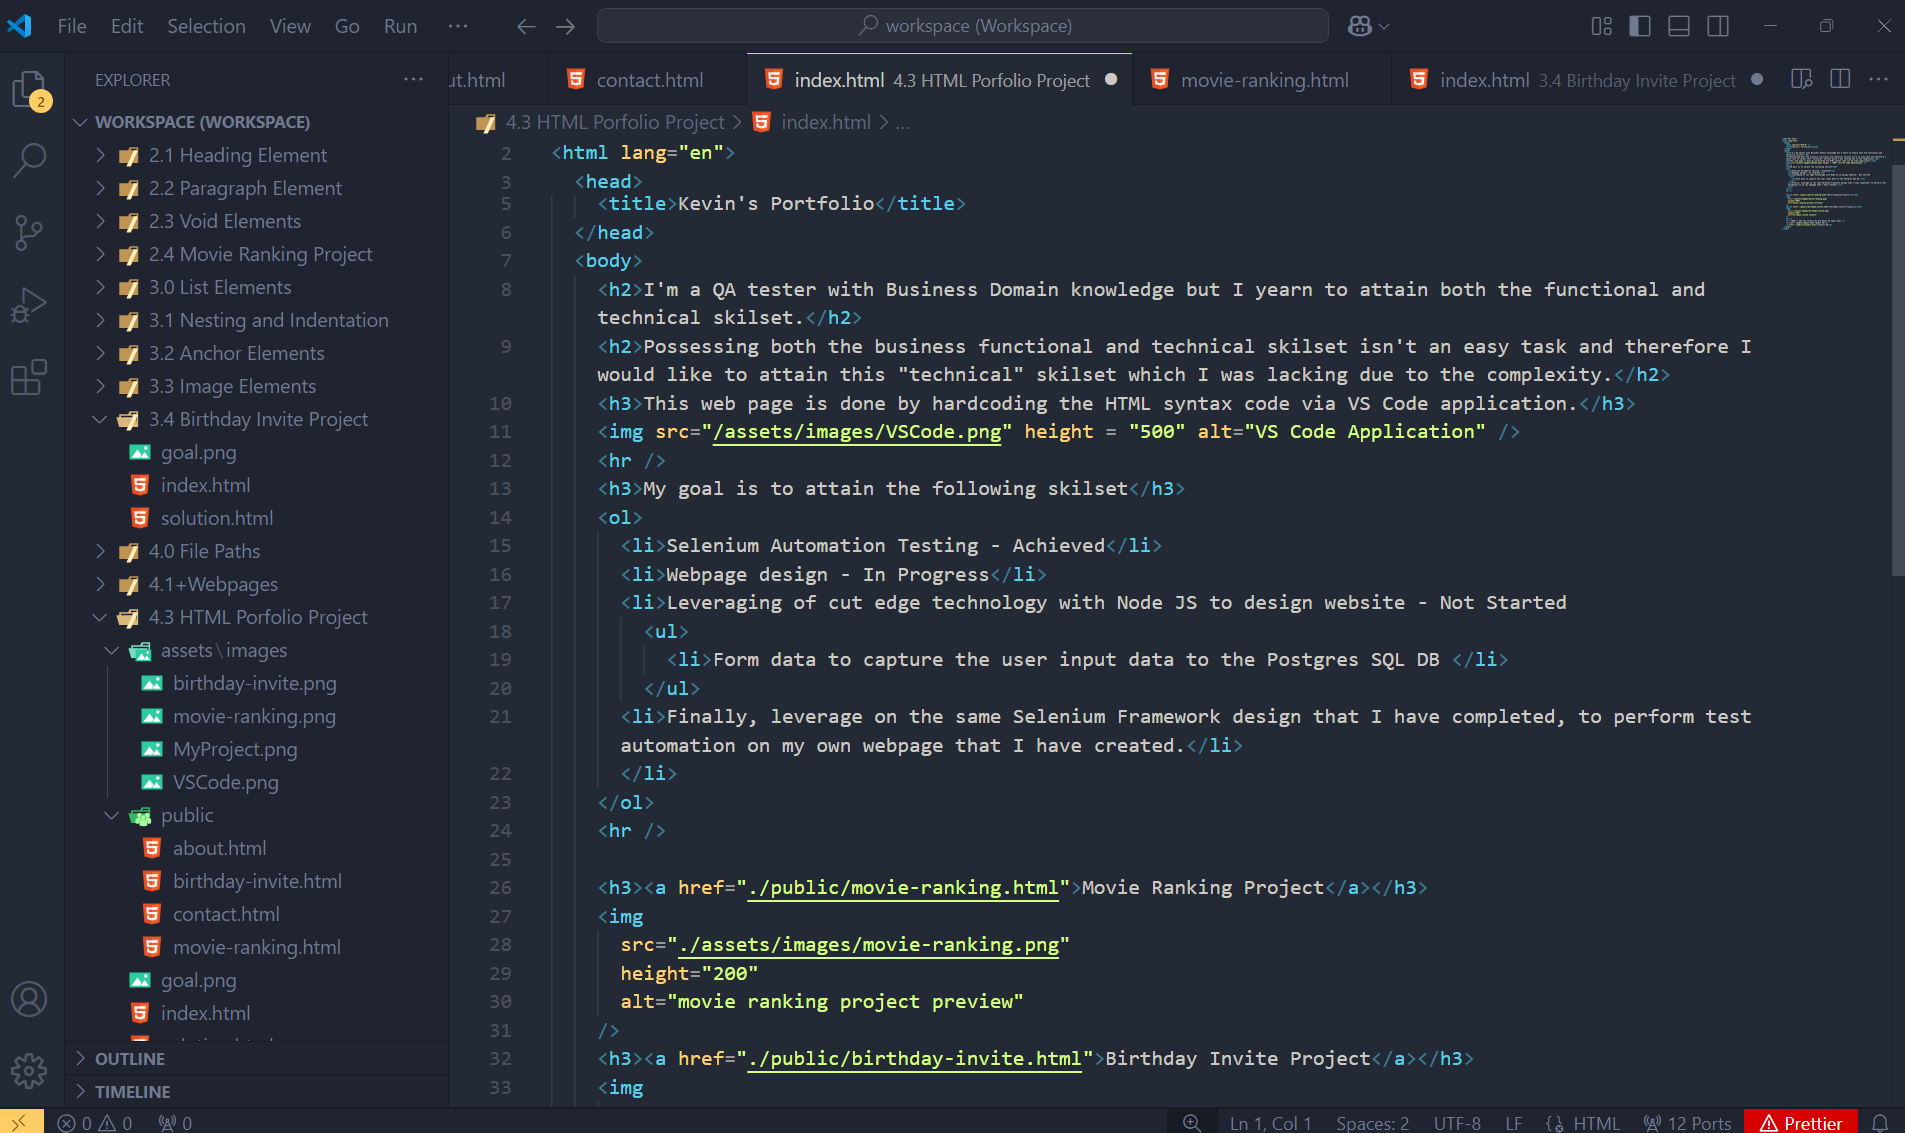 File Edit Selection View Go Run ··· workspace (Workspace)
EXPLORER ···
ut.html contact.html index.html 4.3 HTML Porfolio Project movie-ranking.html index.html 3.4 Birthday Invite Project ···
4.3 HTML Porfolio Project > index.html > ...
2
WORKSPACE (WORKSPACE)
2.1 Heading Element
2.2 Paragraph Element
2.3 Void Elements
2.4 Movie Ranking Project
3.0 List Elements
3.1 Nesting and Indentation
3.2 Anchor Elements
3.3 Image Elements
3.4 Birthday Invite Project
goal.png
index.html
solution.html
4.0 File Paths
4.1+Webpages
4.3 HTML Porfolio Project
assets\images
birthday-invite.png
movie-ranking.png
MyProject.png
VSCode.png
public
about.html
birthday-invite.html
contact.html
movie-ranking.html
goal.png
index.html
OUTLINE
TIMELINE
2 <html lang="en">
3 <head>
5 <title>Kevin's Portfolio</title>
6 </head>
7 <body>
8 <h2>I'm a QA tester with Business Domain knowledge but I yearn to attain both the functional and
technical skilset.</h2>
9 <h2>Possessing both the business functional and technical skilset isn't an easy task and therefore I
would like to attain this "technical" skilset which I was lacking due to the complexity.</h2>
10 <h3>This web page is done by hardcoding the HTML syntax code via VS Code application.</h3>
11 <img src="/assets/images/VSCode.png" height = "500" alt="VS Code Application" />
12 <hr />
13 <h3>My goal is to attain the following skilset</h3>
14 <ol>
15 <li>Selenium Automation Testing - Achieved</li>
16 <li>Webpage design - In Progress</li>
17 <li>Leveraging of cut edge technology with Node JS to design website - Not Started
18 <ul>
19 <li>Form data to capture the user input data to the Postgres SQL DB </li>
20 </ul>
21 <li>Finally, leverage on the same Selenium Framework design that I have completed, to perform test
automation on my own webpage that I have created.</li>
22 </li>
23 </ol>
24 <hr />
25
26 <h3><a href="./public/movie-ranking.html">Movie Ranking Project</a></h3>
27 <img
28 src="./assets/images/movie-ranking.png"
29 height="200"
30 alt="movie ranking project preview"
31 />
32 <h3><a href="./public/birthday-invite.html">Birthday Invite Project</a></h3>
33 <img
0 0 0 Ln 1, Col 1 Spaces: 2 UTF-8 LF HTML 12 Ports Prettier